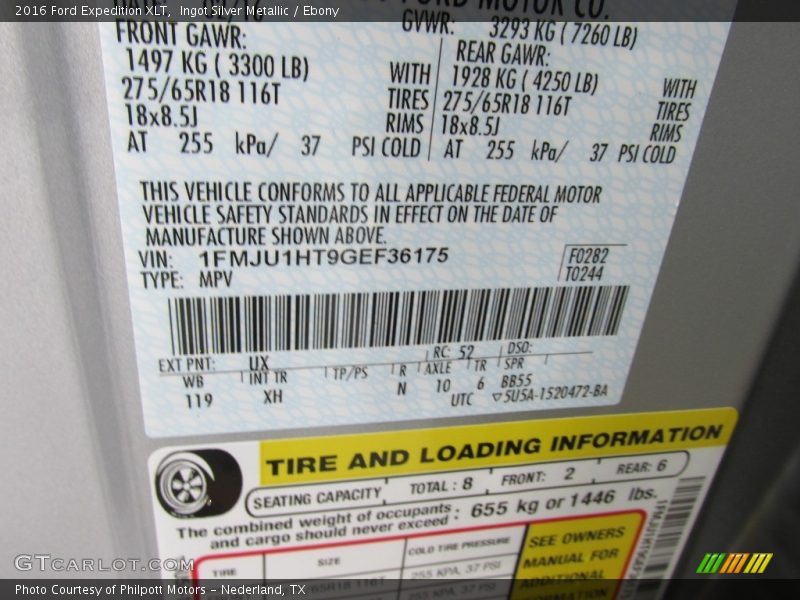 2016 Ford Expedition XLT,   Ingot Silver Metallic / Ebony
FORD MOTOR CO.
FRONT GAWR: GVWR: 3293 KG ( 7260 LB)
1497 KG ( 3300 LB) WITH REAR GAWR: 1928 KG ( 4250 LB) WITH
275/65R18 116T TIRES 275/65R18 116T TIRES
18x8.5J RIMS 18x8.5J RIMS
AT 255 kPa/ 37 PSI COLD AT 255 kPa/ 37 PSI COLD
THIS VEHICLE CONFORMS TO ALL APPLICABLE FEDERAL MOTOR
VEHICLE SAFETY STANDARDS IN EFFECT ON THE DATE OF
MANUFACTURE SHOWN ABOVE.
VIN: 1FMJU1HT9GEF36175 F0282
TYPE: MPV T0244
EXT PNT: UX RC: 52 DSO:
WB INT TR TP/PS R AXLE TR SPR
119 XH N 10 6 BB55
UTC ▽5U5A-1520472-BA
TIRE AND LOADING INFORMATION
SEATING CAPACITY TOTAL : 8 FRONT: 2 REAR: 6
The combined weight of occupants : 655 kg or 1446 lbs.
and cargo should never exceed
TIRE SIZE COLD TIRE PRESSURE SEE OWNERS
MANUAL FOR
255 KPA, 37 PSI ADDITIONAL
INFORMATION
GTCARLOT.COM
Photo Courtesy of Philpott Motors – Nederland, TX